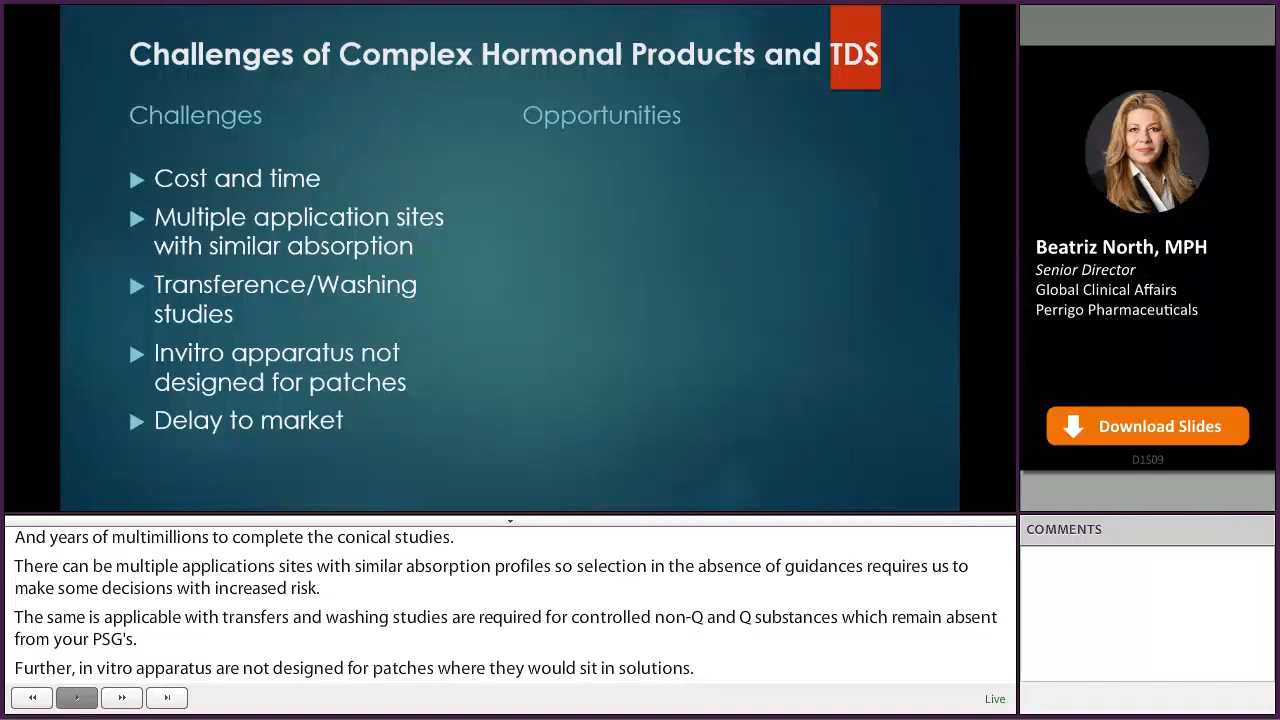 Challenges of Complex Hormonal Products and TDS
Challenges
Opportunities
Cost and time
Multiple application sites
with similar absorption
Transference/Washing
studies
Invitro apparatus not
designed for patches
Delay to market
Beatriz North, MPH
Senior Director
Global Clinical Affairs
Perrigo Pharmaceuticals
Download Slides
D1S09
And years of multimillions to complete the conical studies.
There can be multiple applications sites with similar absorption profiles so selection in the absence of guidances requires us to
make some decisions with increased risk.
The same is applicable with transfers and washing studies are required for controlled non-Q and Q substances which remain absent
from your PSG's.
Further, in vitro apparatus are not designed for patches where they would sit in solutions.
Live
COMMENTS